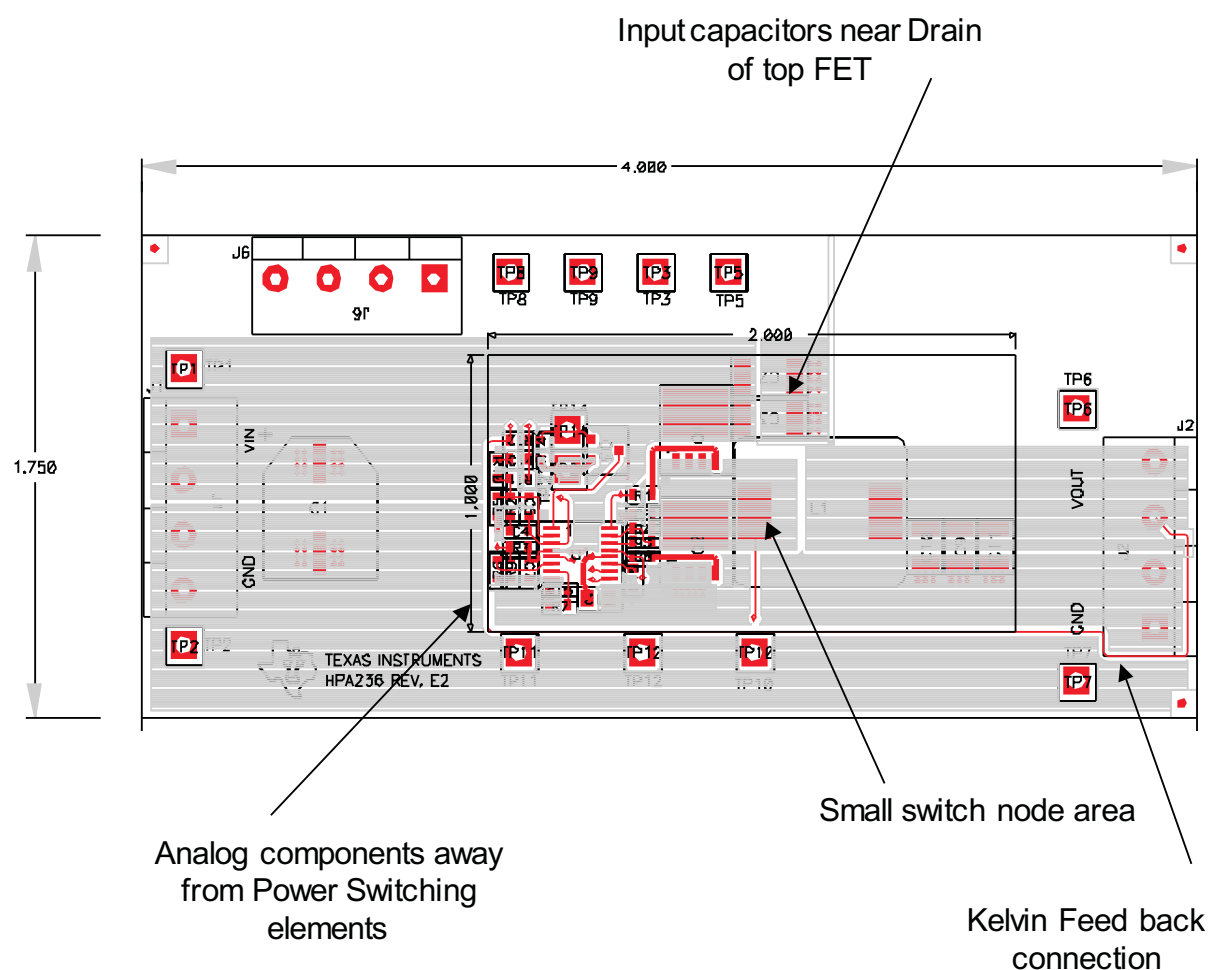 Input capacitors near Drain
of top FET
4.000
J6
J6
TP8
TP9
TP3
TP5
TP8
TP9
TP3
TP5
2.000
TP1
TP1
TP6
TP6
J2
VIN
+
1.750
1.000
VOUT
L1
GND
GND
TP2
TP2
TEXAS INSTRUMENTS
HPA236 REV, E2
TP11
TP12
TP10
TP11
TP12
TP10
TP7
TP7
Small switch node area
Analog components away
from Power Switching
elements
Kelvin Feed back
connection